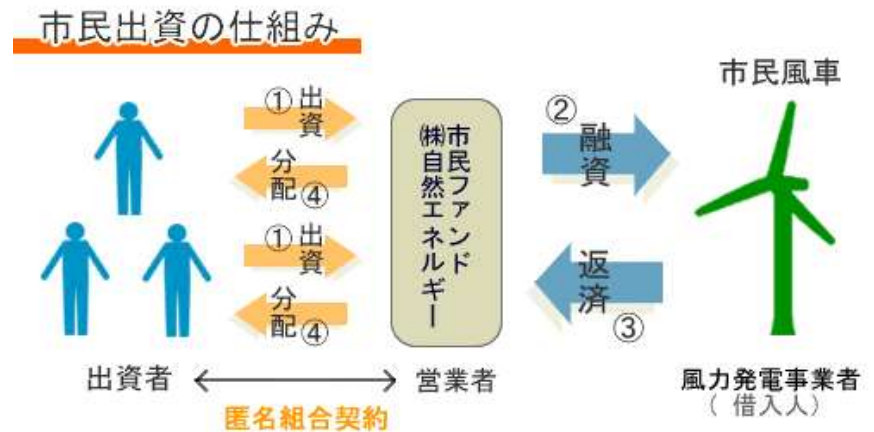 市民出資の仕組み
①出資
分配④
①出資
分配④
㈱自然エネルギー
市民ファンド
②
融資
返済
③
市民風車
出資者
営業者
匿名組合契約
風力発電事業者
（ 借入人）